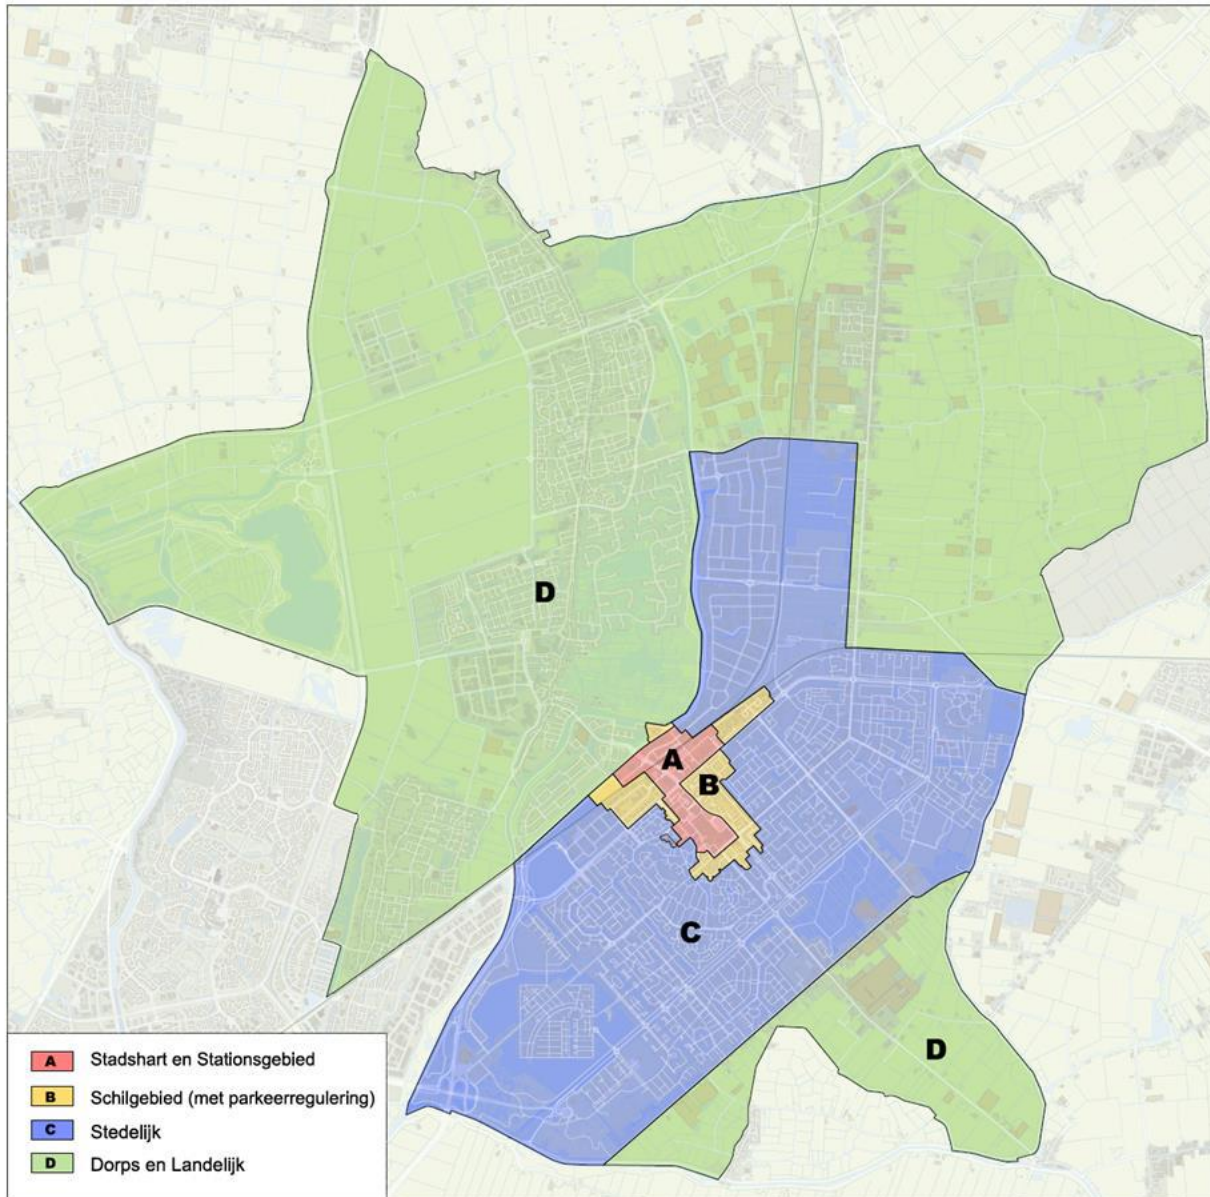 D
A
B
C
D
A Stadshart en Stationsgebied
B Schilgebied (met parkeerregulering)
C Stedelijk
D Dorps en Landelijk